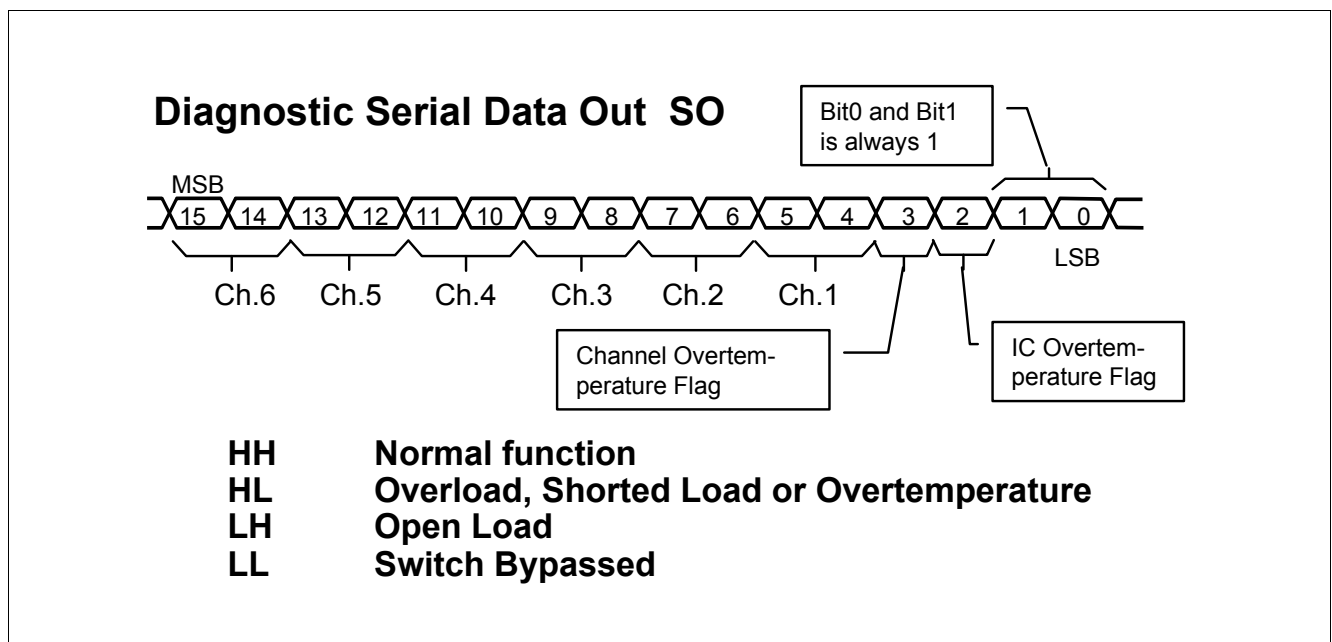 Diagnostic Serial Data Out SO
Bit0 and Bit1
is always 1
MSB
15 14 13 12 11 10 9 8 7 6 5 4 3 2 1 0
LSB
Ch.6 Ch.5 Ch.4 Ch.3 Ch.2 Ch.1
Channel Overtem-
perature Flag
IC Overtem-
perature Flag
HH Normal function
HL Overload, Shorted Load or Overtemperature
LH Open Load
LL Switch Bypassed